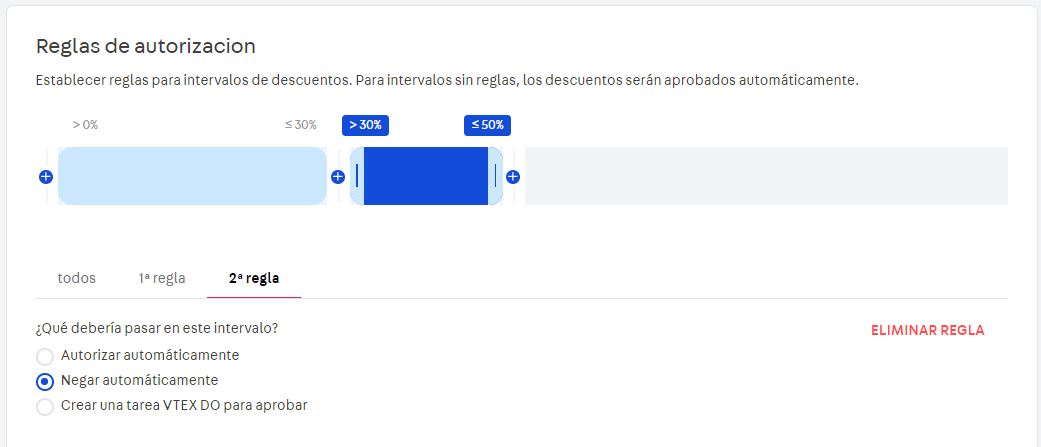 Reglas de autorizacion
Establecer reglas para intervalos de descuentos. Para intervalos sin reglas, los descuentos serán aprobados automáticamente.
> 0% ≤ 30% > 30% ≤ 50%
todos 1ª regla 2ª regla
¿Qué debería pasar en este intervalo? ELIMINAR REGLA
Autorizar automáticamente
Negar automáticamente
Crear una tarea VTEX DO para aprobar